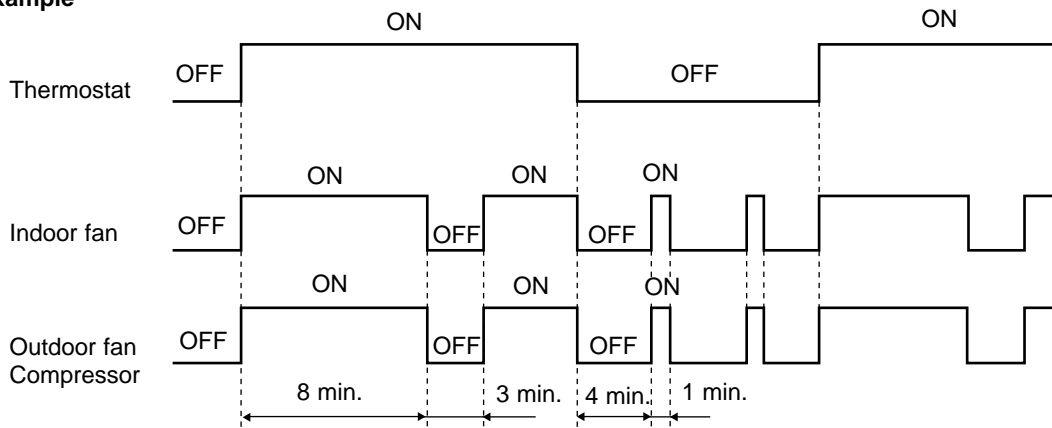 ample
ON
ON
OFF
OFF
Thermostat
ON
ON
ON
OFF
OFF
OFF
Indoor fan
ON
ON
ON
OFF
OFF
OFF
Outdoor fan
Compressor
8 min.
3 min.
4 min.
1 min.